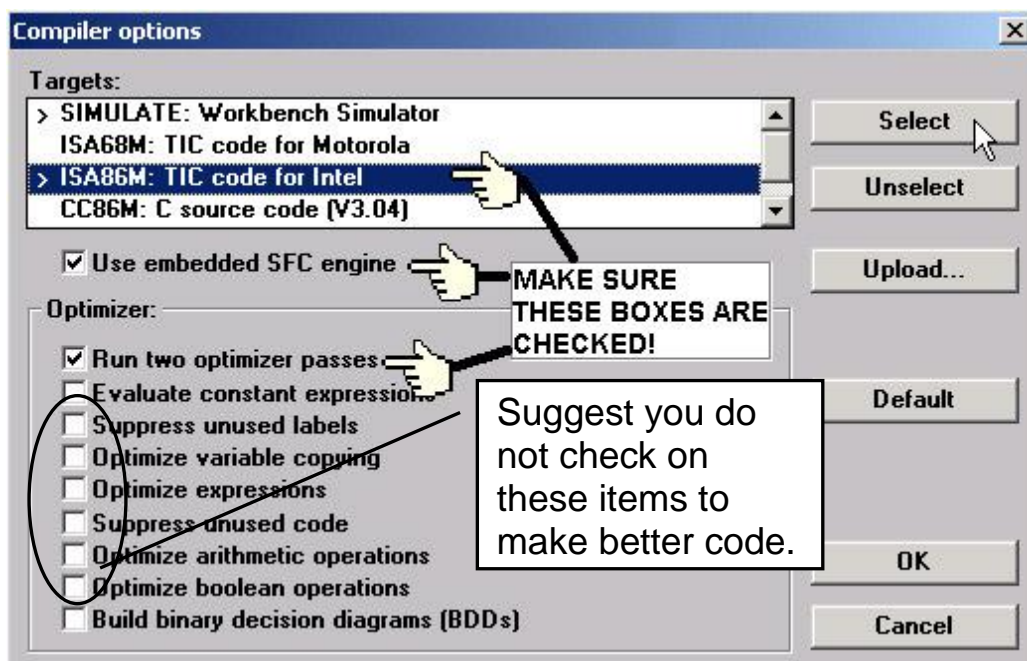 Compiler options
Targets:
> SIMULATE: Workbench Simulator
ISA68M: TIC code for Motorola
> ISA86M: TIC code for Intel
CC86M: C source code (V3.04)
Select
Unselect
Upload...
Use embedded SFC engine
MAKE SURE
THESE BOXES ARE
CHECKED!
Optimizer:
Run two optimizer passes
Evaluate constant expressions
Suppress unused labels
Optimize variable copying
Optimize expressions
Suppress unused code
Optimize arithmetic operations
Optimize boolean operations
Build binary decision diagrams (BDDs)
Suggest you do
not check on
these items to
make better code.
Default
OK
Cancel